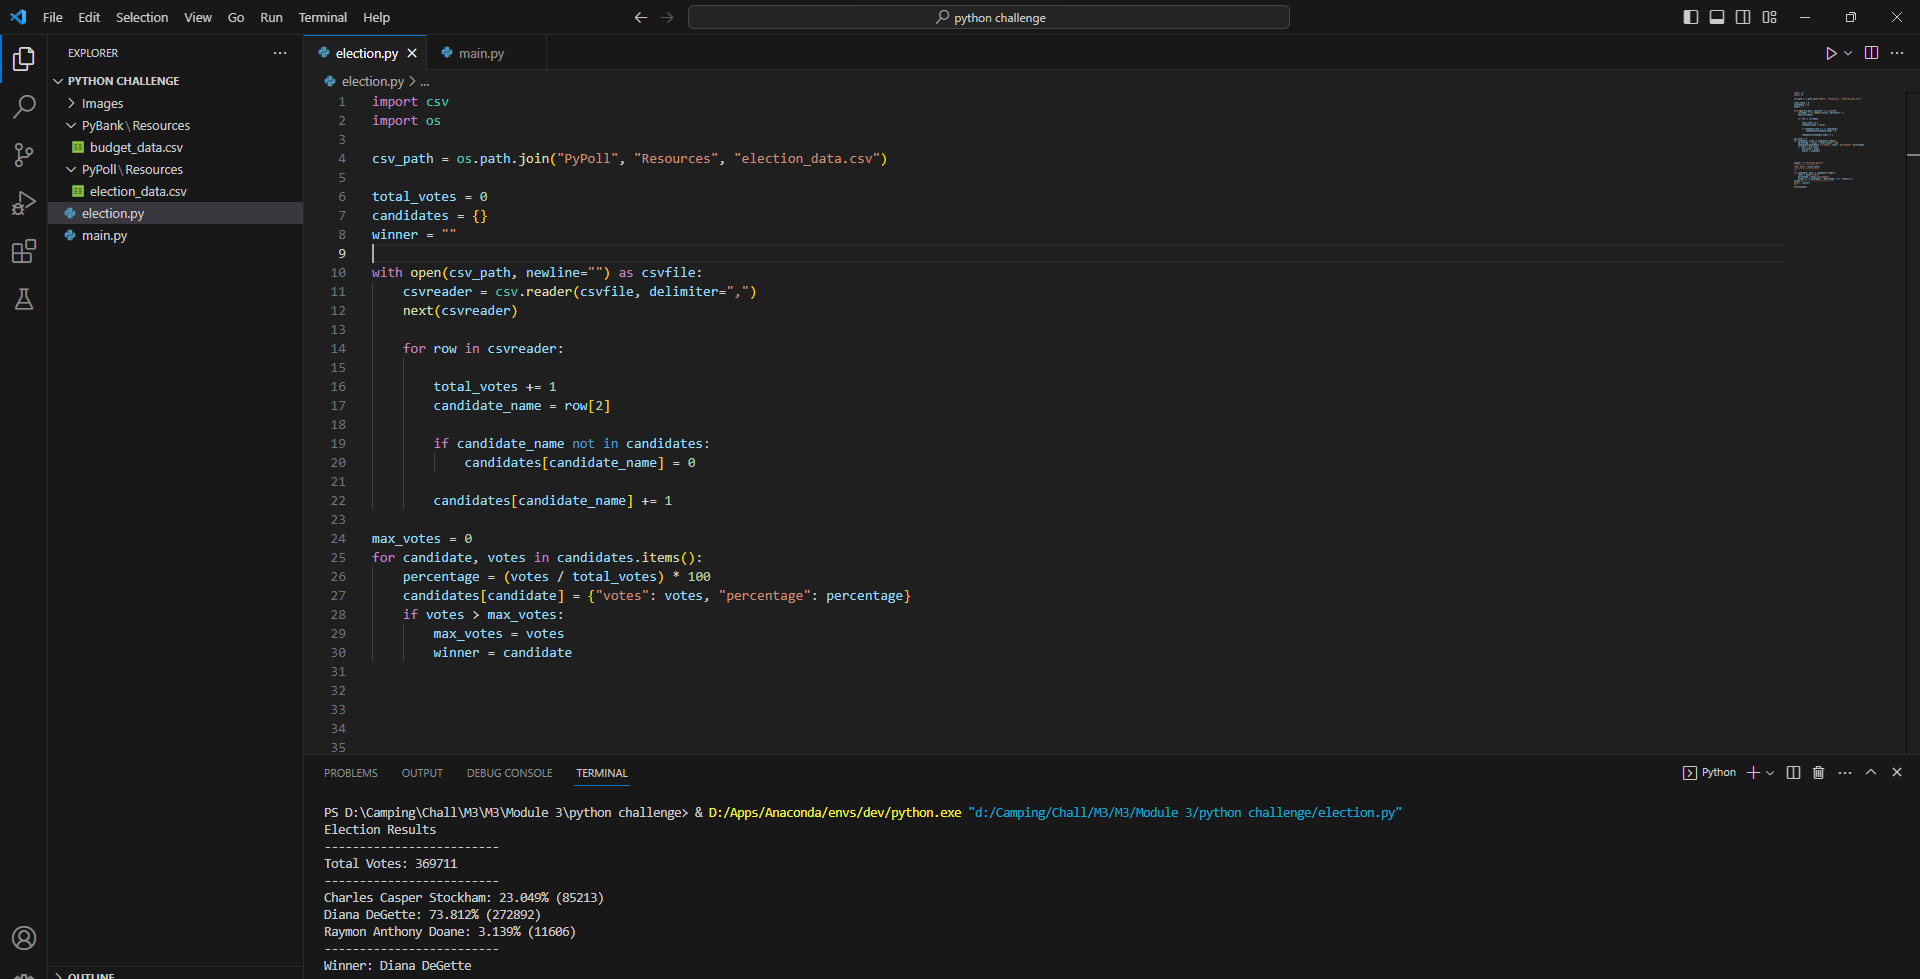 File Edit Selection View Go Run Terminal Help
python challenge
EXPLORER
PYTHON CHALLENGE
Images
PyBank\Resources
budget_data.csv
PyPoll\Resources
election_data.csv
election.py
main.py
OUTLINE
election.py main.py
election.py > ...
1 import csv
2 import os
3
4 csv_path = os.path.join("PyPoll", "Resources", "election_data.csv")
5
6 total_votes = 0
7 candidates = {}
8 winner = ""
9
10 with open(csv_path, newline="") as csvfile:
11     csvreader = csv.reader(csvfile, delimiter=",")
12     next(csvreader)
13
14     for row in csvreader:
15
16         total_votes += 1
17         candidate_name = row[2]
18
19         if candidate_name not in candidates:
20             candidates[candidate_name] = 0
21
22         candidates[candidate_name] += 1
23
24 max_votes = 0
25 for candidate, votes in candidates.items():
26     percentage = (votes / total_votes) * 100
27     candidates[candidate] = {"votes": votes, "percentage": percentage}
28     if votes > max_votes:
29         max_votes = votes
30         winner = candidate
31
32
33
34
35
PROBLEMS OUTPUT DEBUG CONSOLE TERMINAL
Python
PS D:\Camping\Chall\M3\M3\Module 3\python challenge> & D:/Apps/Anaconda/envs/dev/python.exe "d:/Camping/Chall/M3/M3/Module 3/python challenge/election.py"
Election Results
-------------------------
Total Votes: 369711
-------------------------
Charles Casper Stockham: 23.049% (85213)
Diana DeGette: 73.812% (272892)
Raymon Anthony Doane: 3.139% (11606)
-------------------------
Winner: Diana DeGette